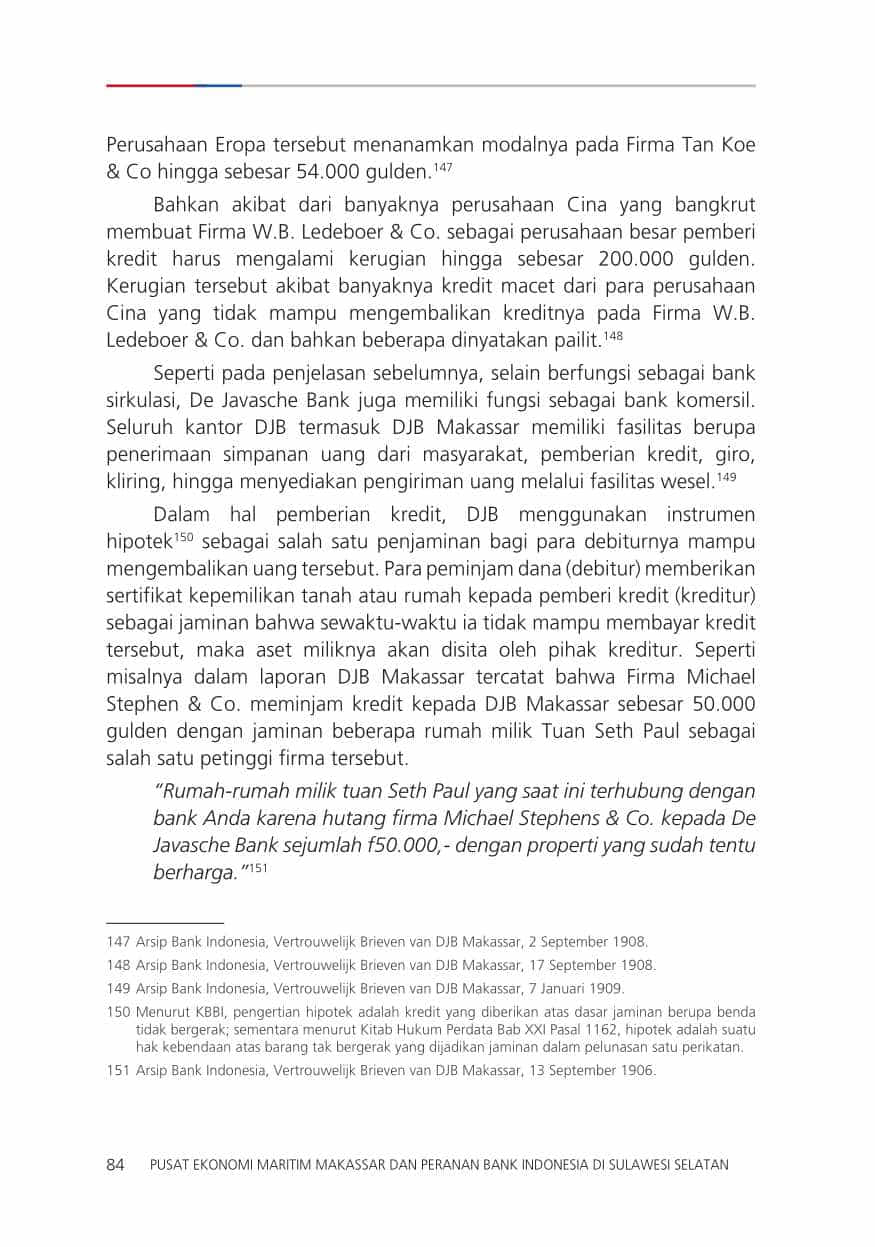 Perusahaan Eropa tersebut menanamkan modalnya pada Firma Tan Koe
& Co hingga sebesar 54.000 gulden.147
Bahkan akibat dari banyaknya perusahaan Cina yang bangkrut
membuat Firma W.B. Ledeboer & Co. sebagai perusahaan besar pemberi
kredit harus mengalami kerugian hingga sebesar 200.000 gulden.
Kerugian tersebut akibat banyaknya kredit macet dari para perusahaan
Cina yang tidak mampu mengembalikan kreditnya pada Firma W.B.
Ledeboer & Co. dan bahkan beberapa dinyatakan pailit.148
Seperti pada penjelasan sebelumnya, selain berfungsi sebagai bank
sirkulasi, De Javasche Bank juga memiliki fungsi sebagai bank komersil.
Seluruh kantor DJB termasuk DJB Makassar memiliki fasilitas berupa
penerimaan simpanan uang dari masyarakat, pemberian kredit, giro,
kliring, hingga menyediakan pengiriman uang melalui fasilitas wesel.149
Dalam hal pemberian kredit, DJB menggunakan instrumen
hipotek150 sebagai salah satu penjaminan bagi para debiturnya mampu
mengembalikan uang tersebut. Para peminjam dana (debitur) memberikan
sertifikat kepemilikan tanah atau rumah kepada pemberi kredit (kreditur)
sebagai jaminan bahwa sewaktu-waktu ia tidak mampu membayar kredit
tersebut, maka aset miliknya akan disita oleh pihak kreditur. Seperti
misalnya dalam laporan DJB Makassar tercatat bahwa Firma Michael
Stephen & Co. meminjam kredit kepada DJB Makassar sebesar 50.000
gulden dengan jaminan beberapa rumah milik Tuan Seth Paul sebagai
salah satu petinggi firma tersebut.
“Rumah-rumah milik tuan Seth Paul yang saat ini terhubung dengan
bank Anda karena hutang firma Michael Stephens & Co. kepada De
Javasche Bank sejumlah f50.000,- dengan properti yang sudah tentu
berharga.”151
147 Arsip Bank Indonesia, Vertrouwelijk Brieven van DJB Makassar, 2 September 1908.
148 Arsip Bank Indonesia, Vertrouwelijk Brieven van DJB Makassar, 17 September 1908.
149 Arsip Bank Indonesia, Vertrouwelijk Brieven van DJB Makassar, 7 Januari 1909.
150 Menurut KBBI, pengertian hipotek adalah kredit yang diberikan atas dasar jaminan berupa benda
tidak bergerak; sementara menurut Kitab Hukum Perdata Bab XXI Pasal 1162, hipotek adalah suatu
hak kebendaan atas barang tak bergerak yang dijadikan jaminan dalam pelunasan satu perikatan.
151 Arsip Bank Indonesia, Vertrouwelijk Brieven van DJB Makassar, 13 September 1906.
84 PUSAT EKONOMI MARITIM MAKASSAR DAN PERANAN BANK INDONESIA DI SULAWESI SELATAN